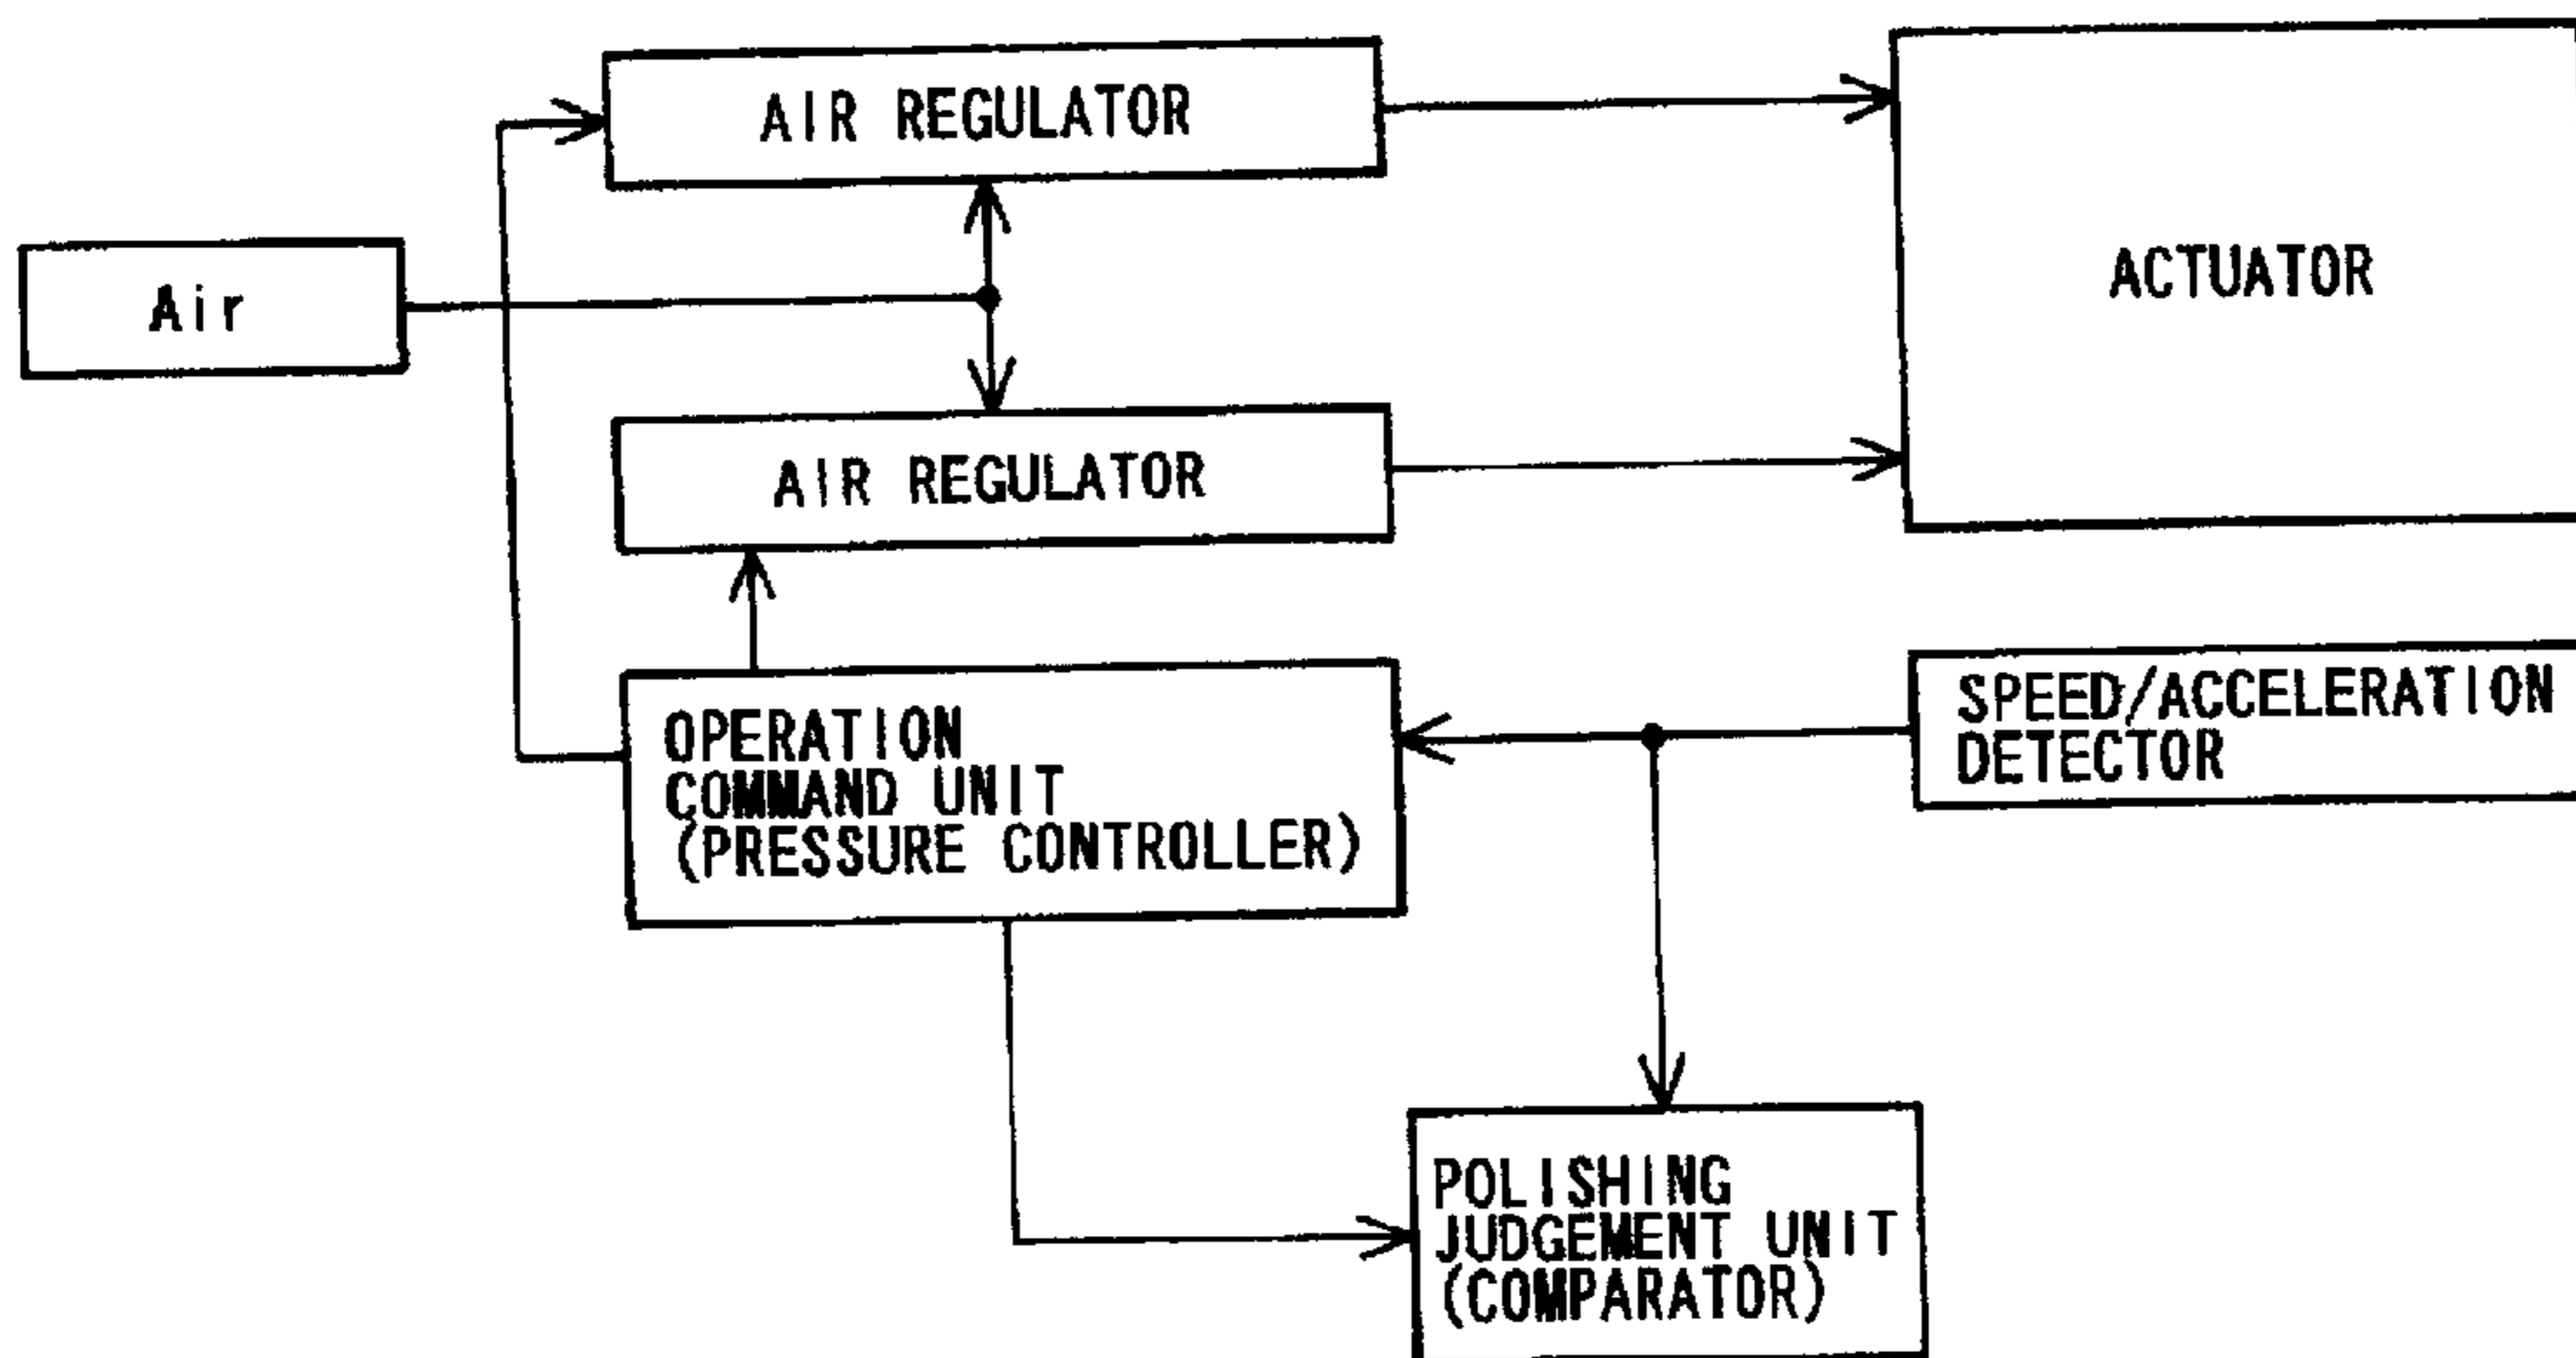 AIR REGULATOR
Air
ACTUATOR
AIR REGULATOR
OPERATION
COMMAND UNIT
(PRESSURE CONTROLLER)
SPEED/ACCELERATION
DETECTOR
POLISHING
JUDGEMENT UNIT
(COMPARATOR)